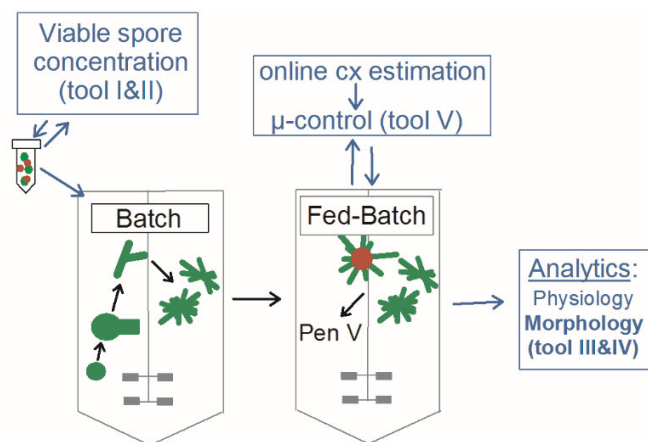 Viable spore
concentration
(tool I&II)
online cx estimation
μ-control (tool V)
Batch
Fed-Batch
Pen V
Analytics:
Physiology
Morphology
(tool III&IV)